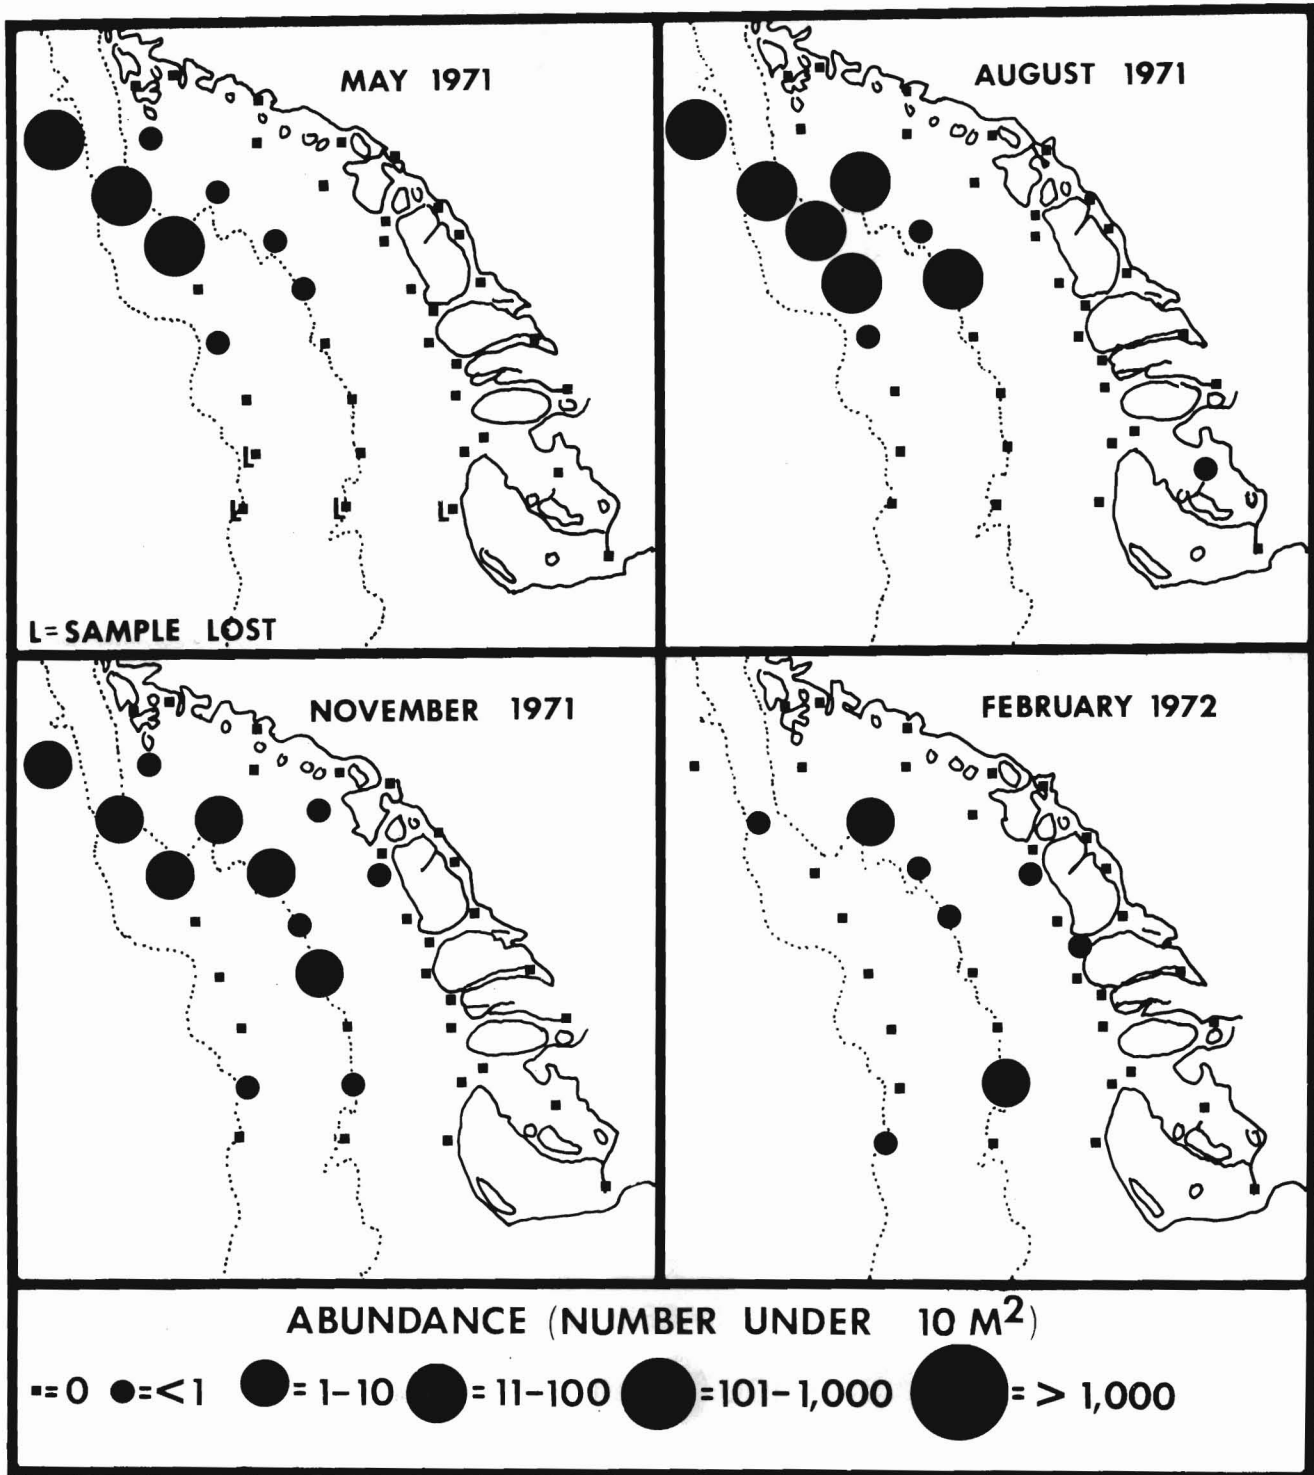 MAY 1971
AUGUST 1971
L
L
L
L
L=SAMPLE LOST
NOVEMBER 1971
FEBRUARY 1972
ABUNDANCE (NUMBER UNDER 10 M²)
=0 =<1 =1-10 =11-100 =101-1,000 => 1,000